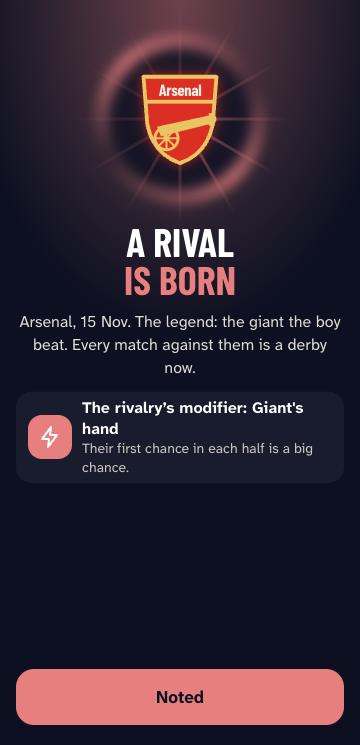 Arsenal
A RIVAL
IS BORN
Arsenal, 15 Nov. The legend: the giant the boy
beat. Every match against them is a derby
now.
The rivalry’s modifier: Giant's
hand
Their first chance in each half is a big
chance.
Noted